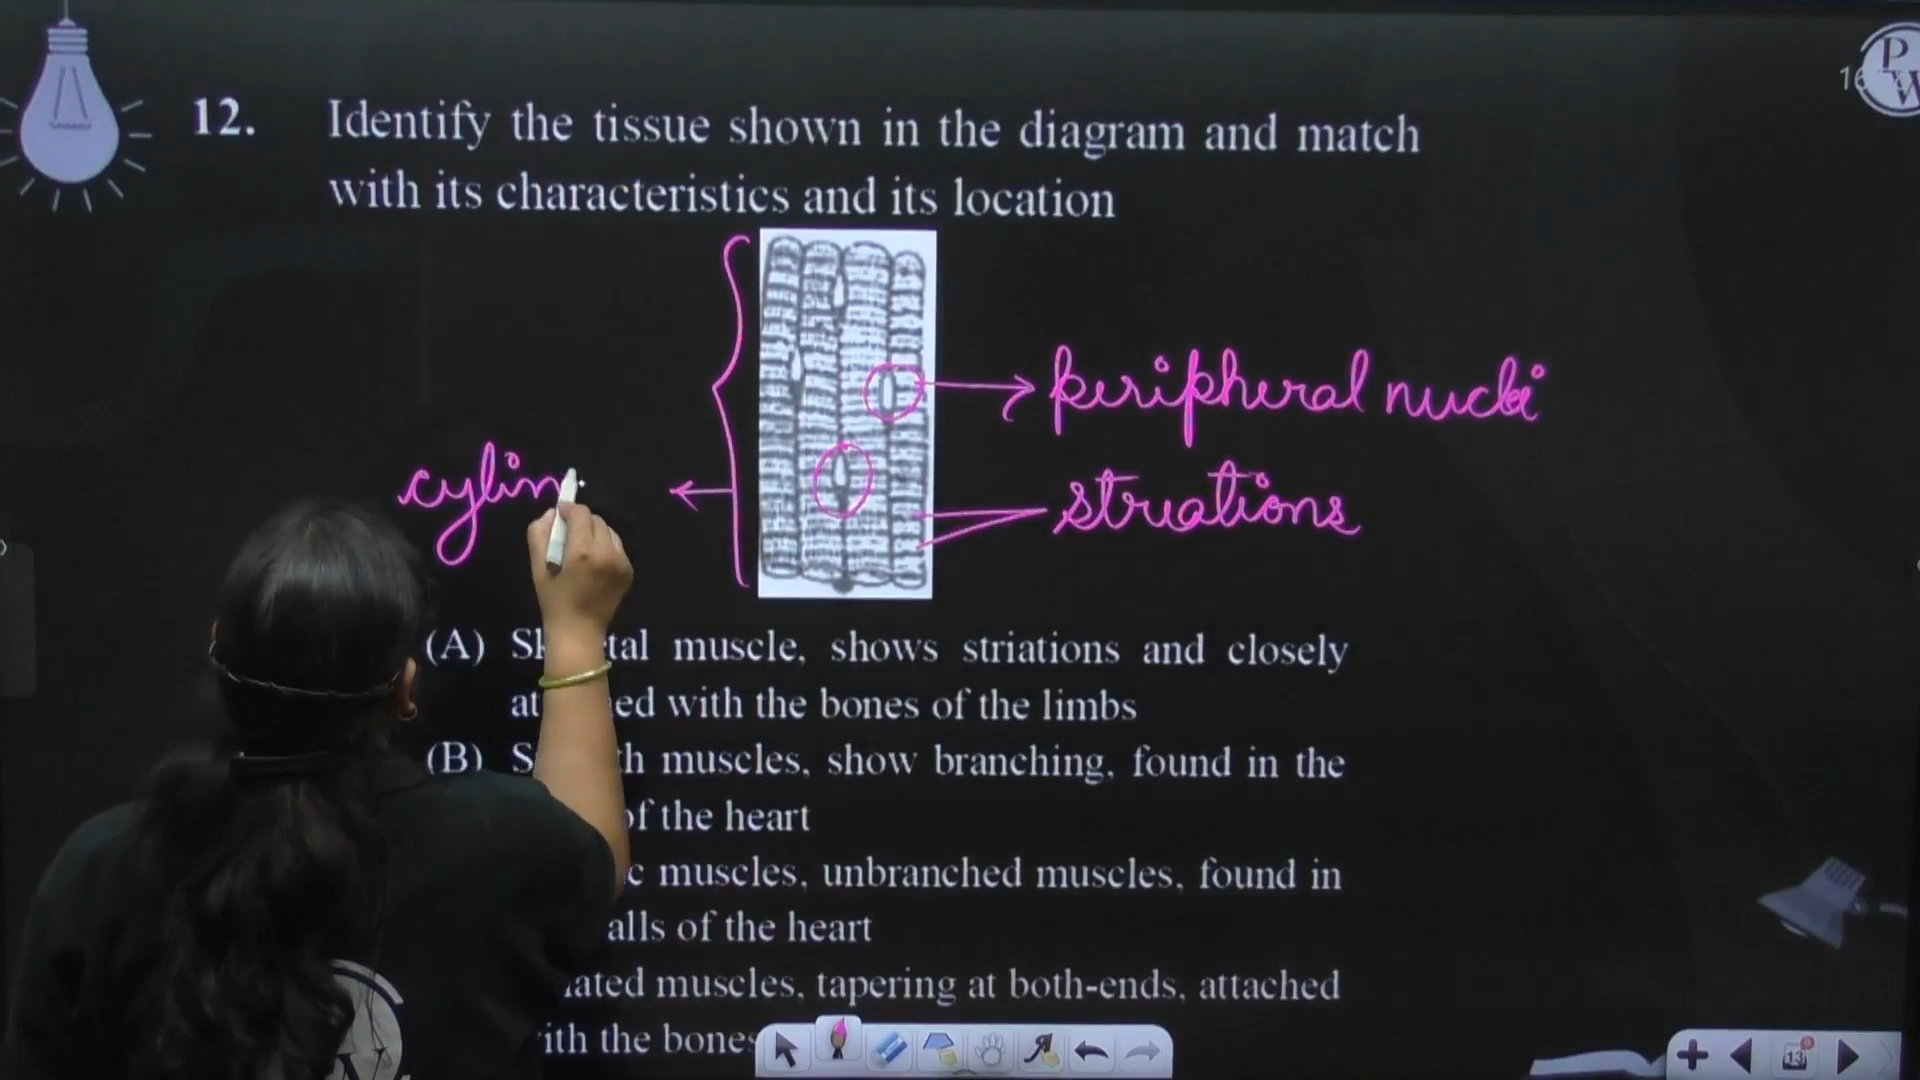 12. Identify the tissue shown in the diagram and match
with its characteristics and its location
peripheral nuclei
cylin
striations
(A) Sk tal muscle, shows striations and closely
at ed with the bones of the limbs
(B) S th muscles, show branching, found in the
of the heart
c muscles, unbranched muscles, found in
alls of the heart
iated muscles, tapering at both-ends, attached
ith the bones
PW
13